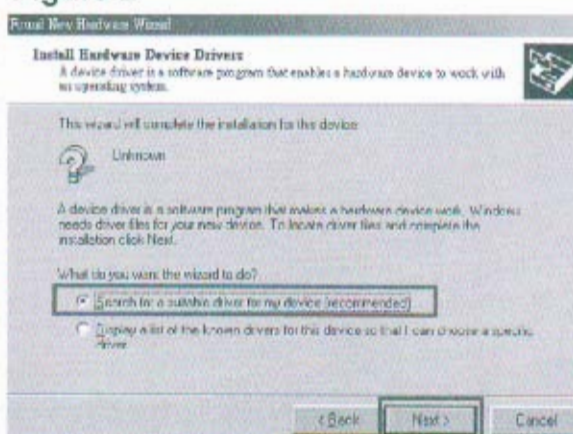 Found New Hardware Wizard
Install Hardware Device Drivers
A device driver is a software program that enables a hardware device to work with
an operating system.
This wizard will complete the installation for this device:
Unknown
A device driver is a software program that makes a hardware device work. Windows
needs driver files for your new device. To locate driver files and complete the
installation click Next.
What do you want the wizard to do?
Search for a suitable driver for my device (recommended)
Display a list of the known drivers for this device so that I can choose a specific
driver
< Back Next > Cancel